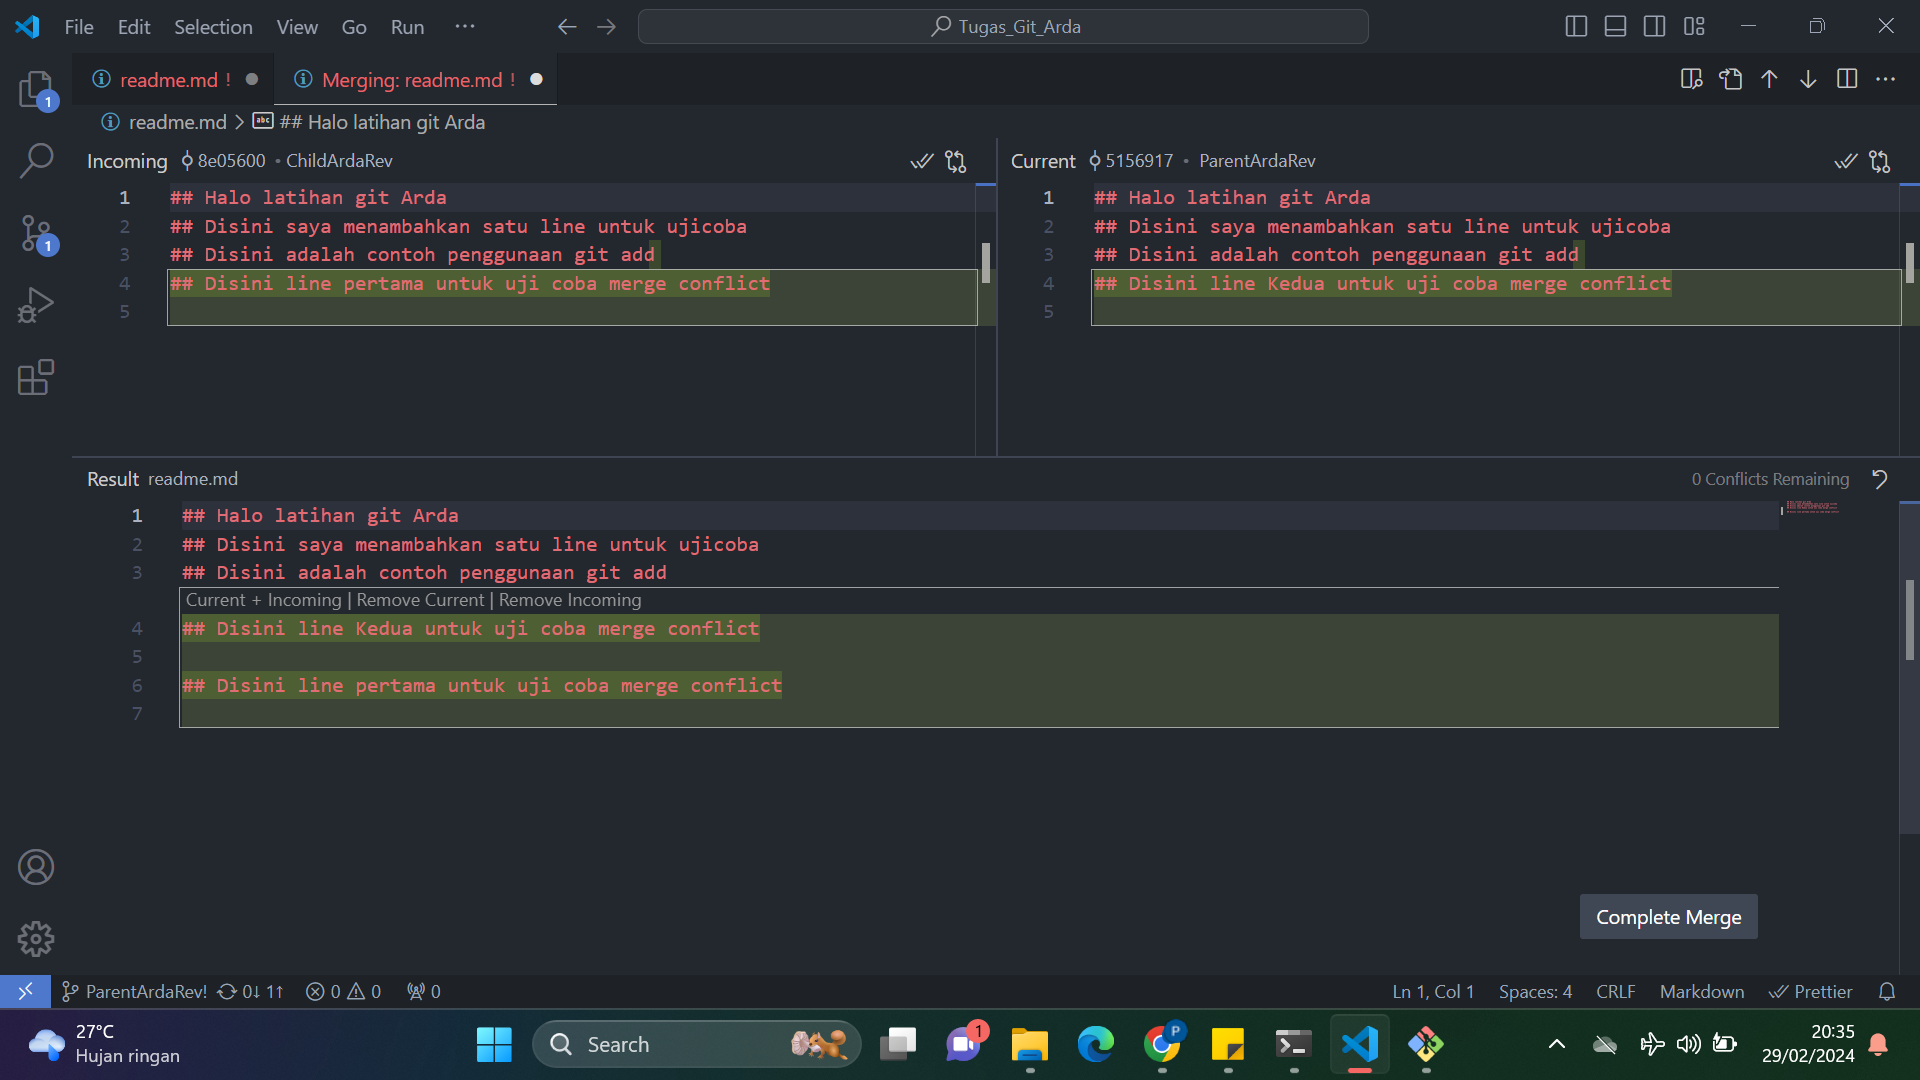 File Edit Selection View Go Run ···
Tugas_Git_Arda
readme.md !
Merging: readme.md !
1
readme.md > ## Halo latihan git Arda
Incoming 8e05600 • ChildArdaRev
1 ## Halo latihan git Arda
2 ## Disini saya menambahkan satu line untuk ujicoba
3 ## Disini adalah contoh penggunaan git add
4 ## Disini line pertama untuk uji coba merge conflict
5
Current 5156917 • ParentArdaRev
1 ## Halo latihan git Arda
2 ## Disini saya menambahkan satu line untuk ujicoba
3 ## Disini adalah contoh penggunaan git add
4 ## Disini line Kedua untuk uji coba merge conflict
5
1
Result readme.md
0 Conflicts Remaining
1 ## Halo latihan git Arda
2 ## Disini saya menambahkan satu line untuk ujicoba
3 ## Disini adalah contoh penggunaan git add
Current + Incoming | Remove Current | Remove Incoming
4 ## Disini line Kedua untuk uji coba merge conflict
5
6 ## Disini line pertama untuk uji coba merge conflict
7
Complete Merge
ParentArdaRev! 0↓ 1↑ 0 0 0
Ln 1, Col 1 Spaces: 4 CRLF Markdown Prettier
27°C
Hujan ringan
Search
1
P
20:35
29/02/2024